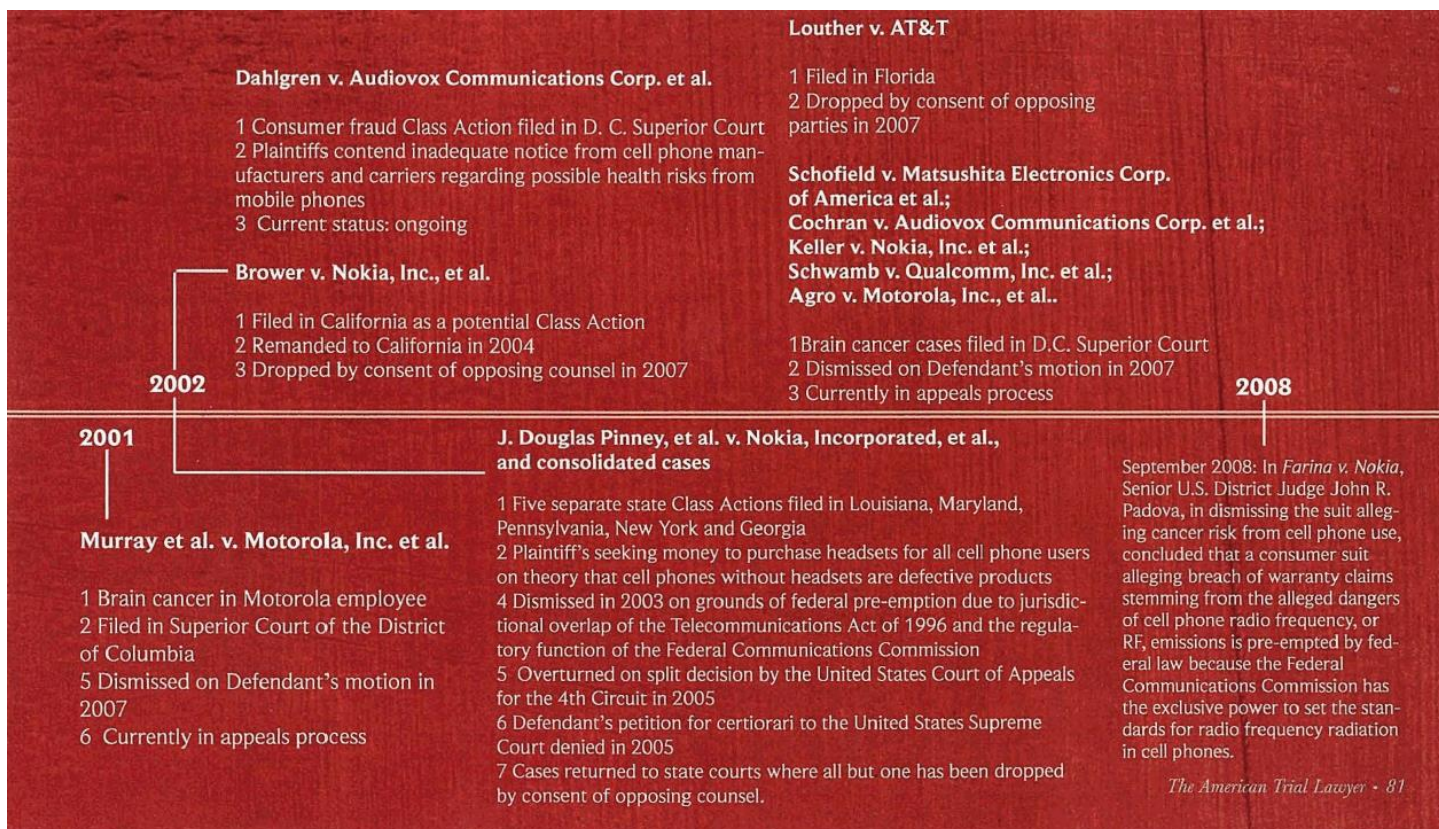 Louther v. AT&T
1 Filed in Florida
2 Dropped by consent of opposing
parties in 2007
Dahlgren v. Audiovox Communications Corp. et al.
1 Consumer fraud Class Action filed in D. C. Superior Court
2 Plaintiffs contend inadequate notice from cell phone man-
ufacturers and carriers regarding possible health risks from
mobile phones
3 Current status: ongoing
Schofield v. Matsushita Electronics Corp.
of America et al.;
Cochran v. Audiovox Communications Corp. et al.;
Keller v. Nokia, Inc. et al.;
Schwamb v. Qualcomm, Inc. et al.;
Agro v. Motorola, Inc., et al..
1Brain cancer cases filed in D.C. Superior Court
2 Dismissed on Defendant's motion in 2007
3 Currently in appeals process
Brower v. Nokia, Inc., et al.
1 Filed in California as a potential Class Action
2 Remanded to California in 2004
3 Dropped by consent of opposing counsel in 2007
2002
2008
2001
Murray et al. v. Motorola, Inc. et al.
1 Brain cancer in Motorola employee
2 Filed in Superior Court of the District
of Columbia
5 Dismissed on Defendant's motion in
2007
6 Currently in appeals process
J. Douglas Pinney, et al. v. Nokia, Incorporated, et al.,
and consolidated cases
1 Five separate state Class Actions filed in Louisiana, Maryland,
Pennsylvania, New York and Georgia
2 Plaintiff's seeking money to purchase headsets for all cell phone users
on theory that cell phones without headsets are defective products
4 Dismissed in 2003 on grounds of federal pre-emption due to jurisdic-
tional overlap of the Telecommunications Act of 1996 and the regula-
tory function of the Federal Communications Commission
5 Overturned on split decision by the United States Court of Appeals
for the 4th Circuit in 2005
6 Defendant's petition for certiorari to the United States Supreme
Court denied in 2005
7 Cases returned to state courts where all but one has been dropped
by consent of opposing counsel.
September 2008: In Farina v. Nokia,
Senior U.S. District Judge John R.
Padova, in dismissing the suit alleg-
ing cancer risk from cell phone use,
concluded that a consumer suit
alleging breach of warranty claims
stemming from the alleged dangers
of cell phone radio frequency, or
RF, emissions is pre-empted by fed-
eral law because the Federal
Communications Commission has
the exclusive power to set the stan-
dards for radio frequency radiation
in cell phones.
The American Trial Lawyer - 81